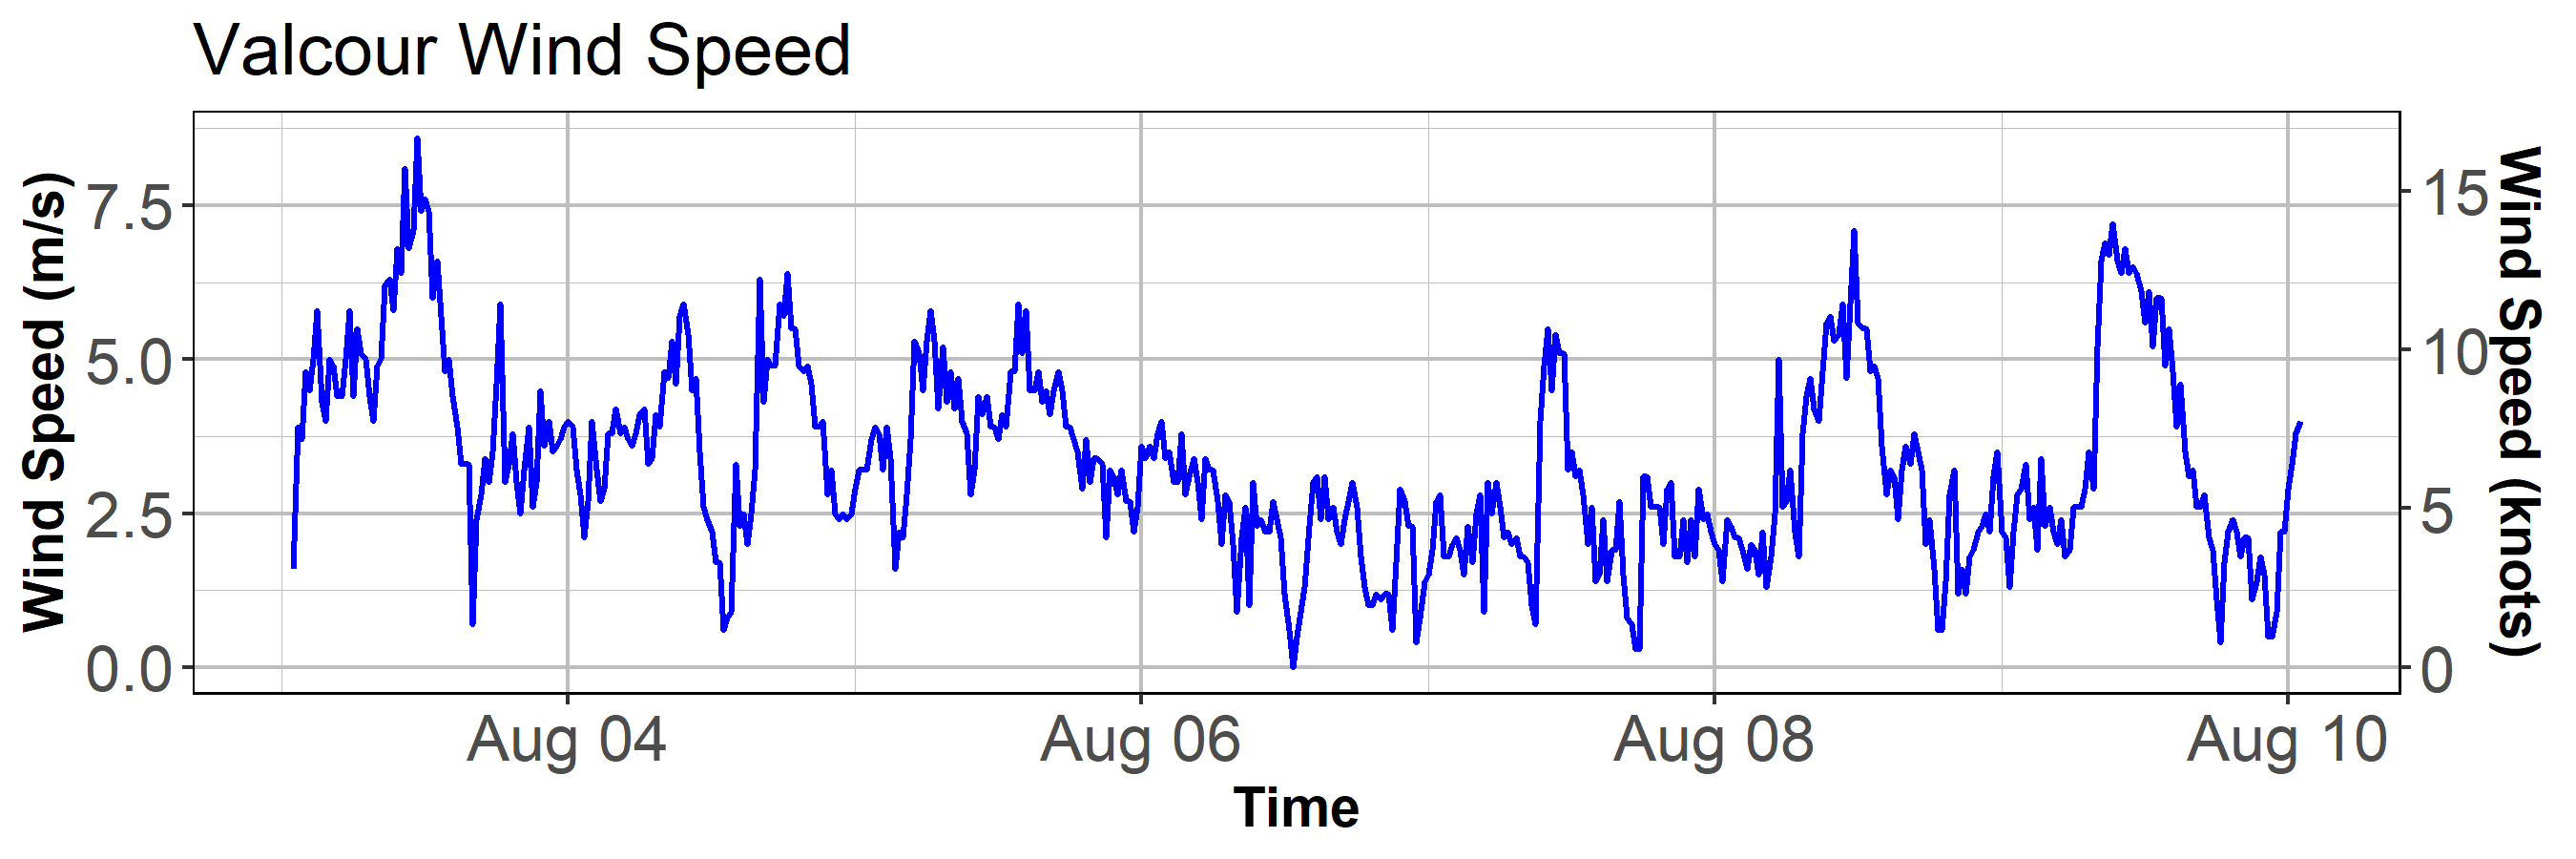 Valcour Wind Speed
Wind Speed (m/s)
7.5
5.0
2.5
0.0
15
10
5
0
Wind Speed (knots)
Aug 04 Aug 06 Aug 08 Aug 10
Time